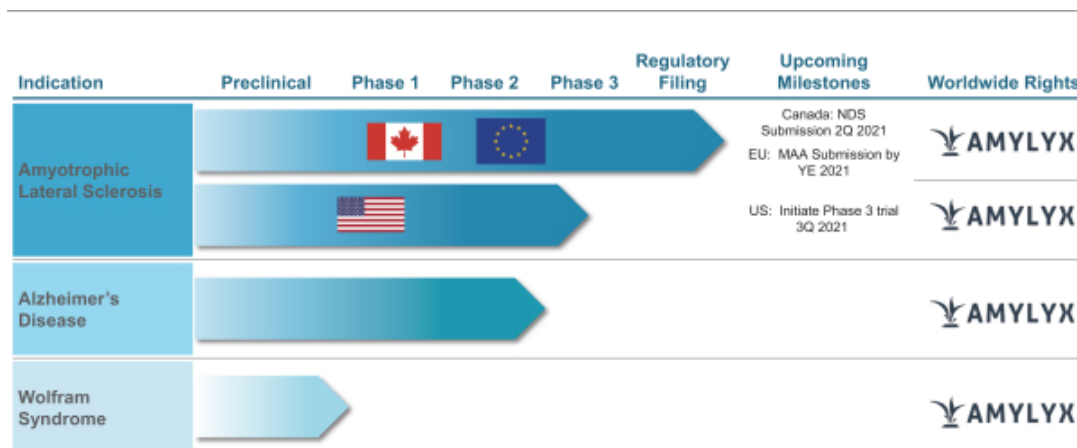 Indication Preclinical Phase 1 Phase 2 Phase 3 Regulatory Filing Upcoming Milestones Worldwide Rights
Amyotrophic
Lateral Sclerosis
Canada: NDS
Submission 2Q 2021
EU: MAA Submission by
YE 2021
AMYLYX
US: Initiate Phase 3 trial
3Q 2021
AMYLYX
Alzheimer's
Disease
AMYLYX
Wolfram
Syndrome
AMYLYX